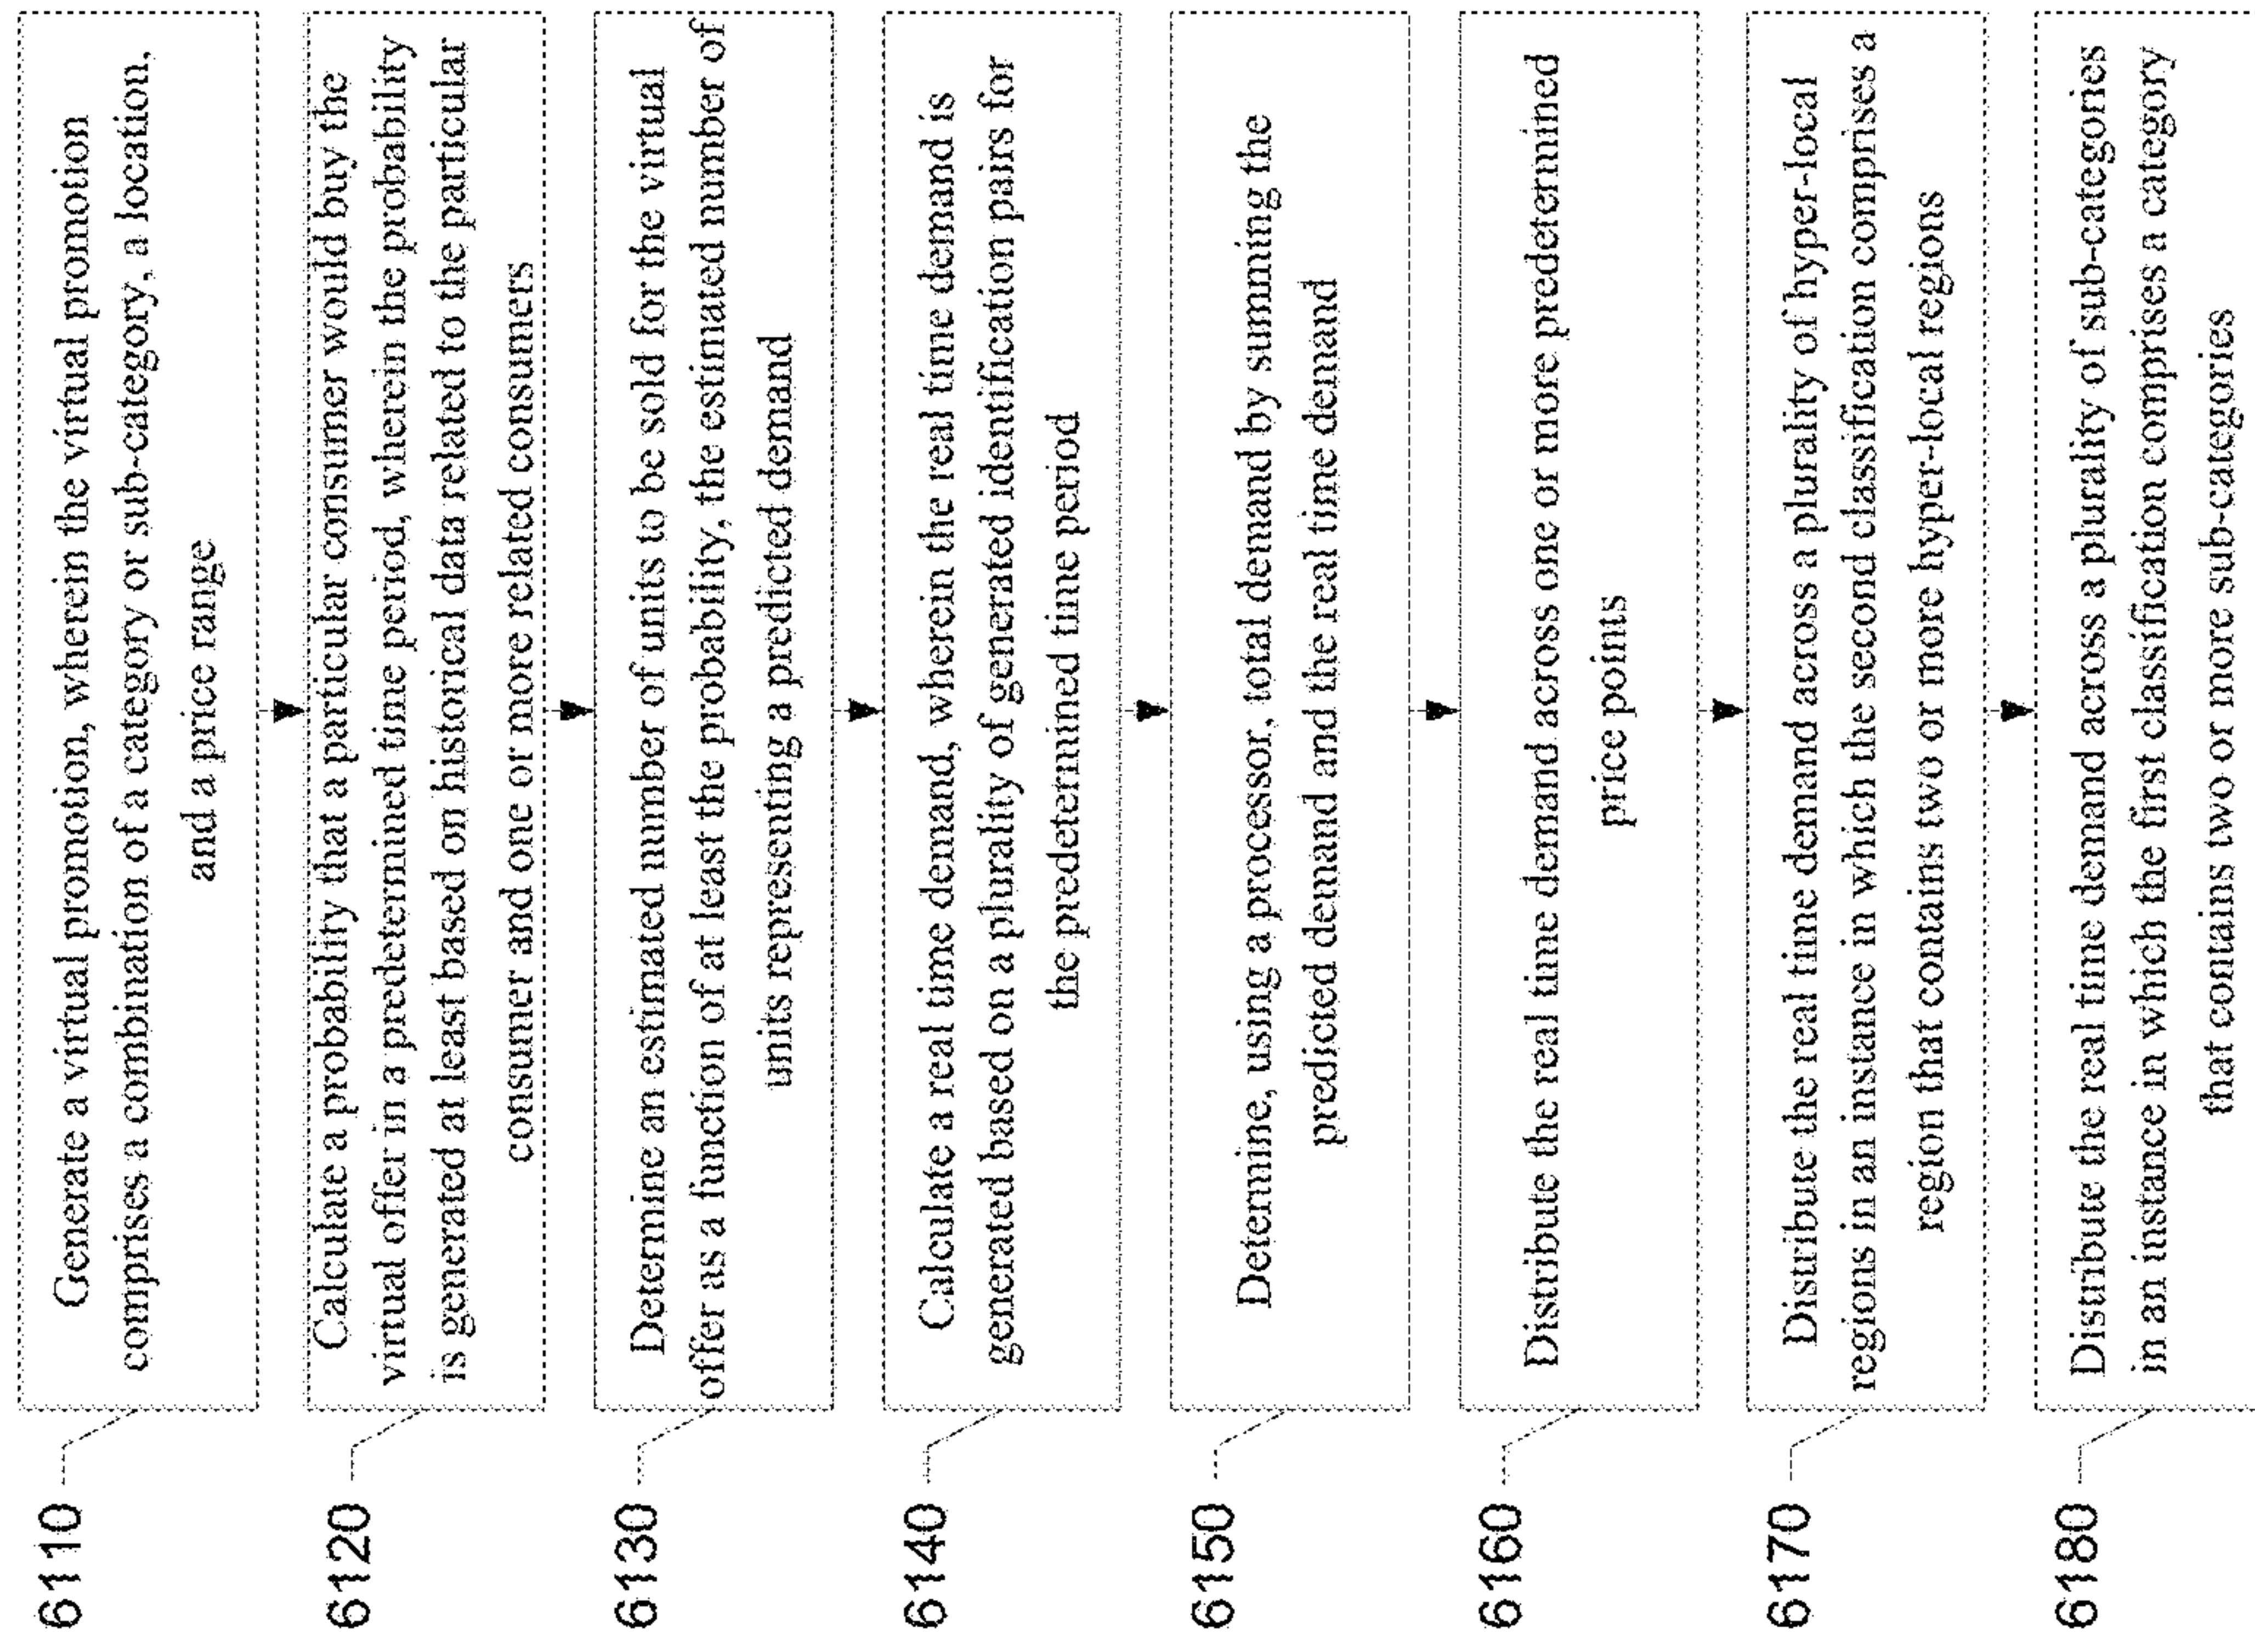 6110
Generate a virtual promotion, wherein the virtual promotion
comprises a combination of a category or sub-category, a location,
and a price range
6120
Calculate a probability that a particular consumer would buy the
virtual offer in a predetermined time period, wherein the probability
is generated at least based on historical data related to the particular
consumer and one or more related consumers
6130
Determine an estimated number of units to be sold for the virtual
offer as a function of at least the probability, the estimated number of
units representing a predicted demand
6140
Calculate a real time demand, wherein the real time demand is
generated based on a plurality of generated identification pairs for
the predetermined time period
6150
Determine, using a processor, total demand by summing the
predicted demand and the real time demand
6160
Distribute the real time demand across one or more predetermined
price points
6170
Distribute the real time demand across a plurality of hyper-local
regions in an instance in which the second classification comprises a
region that contains two or more hyper-local regions
6180
Distribute the real time demand across a plurality of sub-categories
in an instance in which the first classification comprises a category
that contains two or more sub-categories